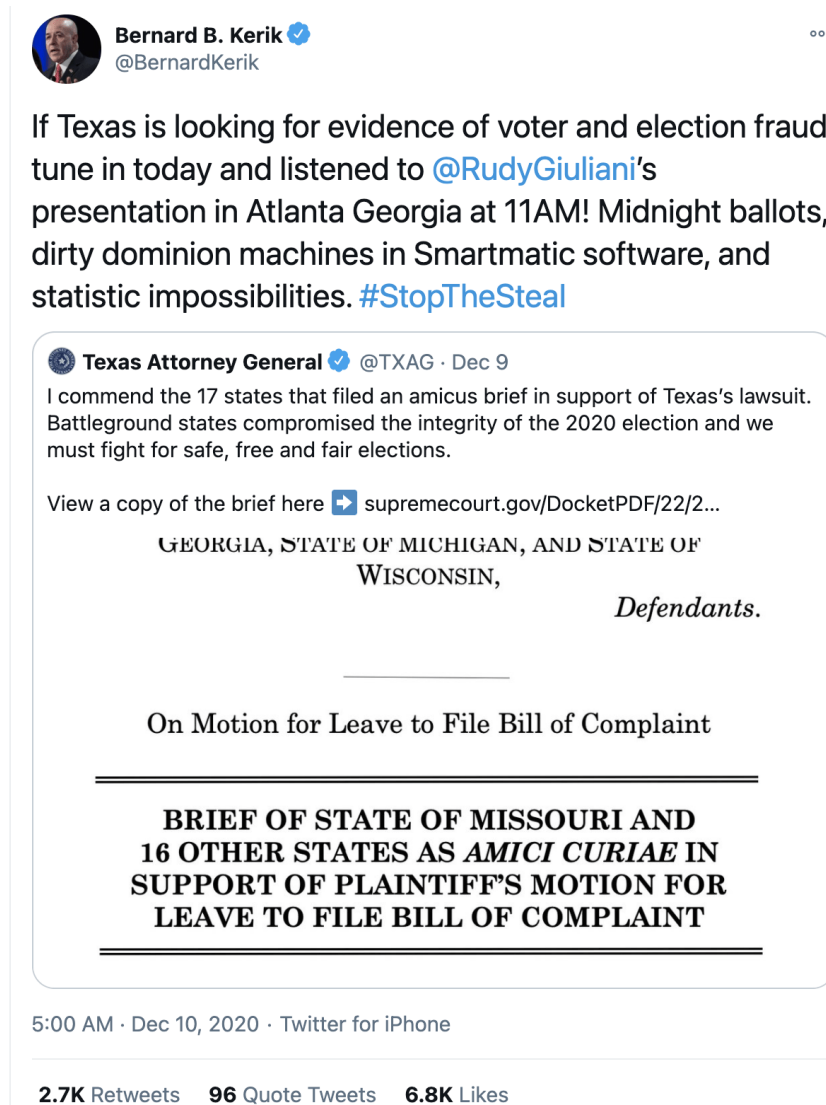 Bernard B. Kerik
@BernardKerik
If Texas is looking for evidence of voter and election fraud
tune in today and listened to @RudyGiuliani's
presentation in Atlanta Georgia at 11AM! Midnight ballots,
dirty dominion machines in Smartmatic software, and
statistic impossibilities. #StopTheSteal
Texas Attorney General @TXAG · Dec 9
I commend the 17 states that filed an amicus brief in support of Texas's lawsuit.
Battleground states compromised the integrity of the 2020 election and we
must fight for safe, free and fair elections.
View a copy of the brief here ➡️ supremecourt.gov/DocketPDF/22/2...
GEORGIA, STATE OF MICHIGAN, AND STATE OF
WISCONSIN,
Defendants.
On Motion for Leave to File Bill of Complaint
BRIEF OF STATE OF MISSOURI AND
16 OTHER STATES AS AMICI CURIAE IN
SUPPORT OF PLAINTIFF'S MOTION FOR
LEAVE TO FILE BILL OF COMPLAINT
5:00 AM · Dec 10, 2020 · Twitter for iPhone
2.7K Retweets 96 Quote Tweets 6.8K Likes